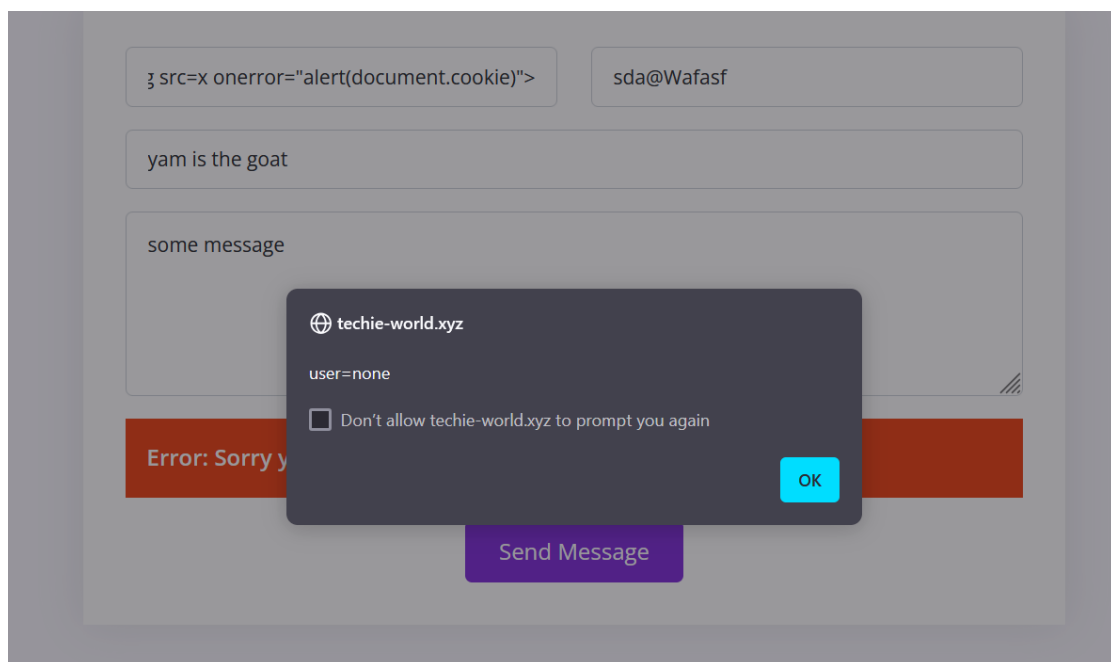 src=x onerror="alert(document.cookie)">
sda@Wafasf
yam is the goat
some message
techie-world.xyz
user=none
Don't allow techie-world.xyz to prompt you again
OK
Error: Sorry y
Send Message